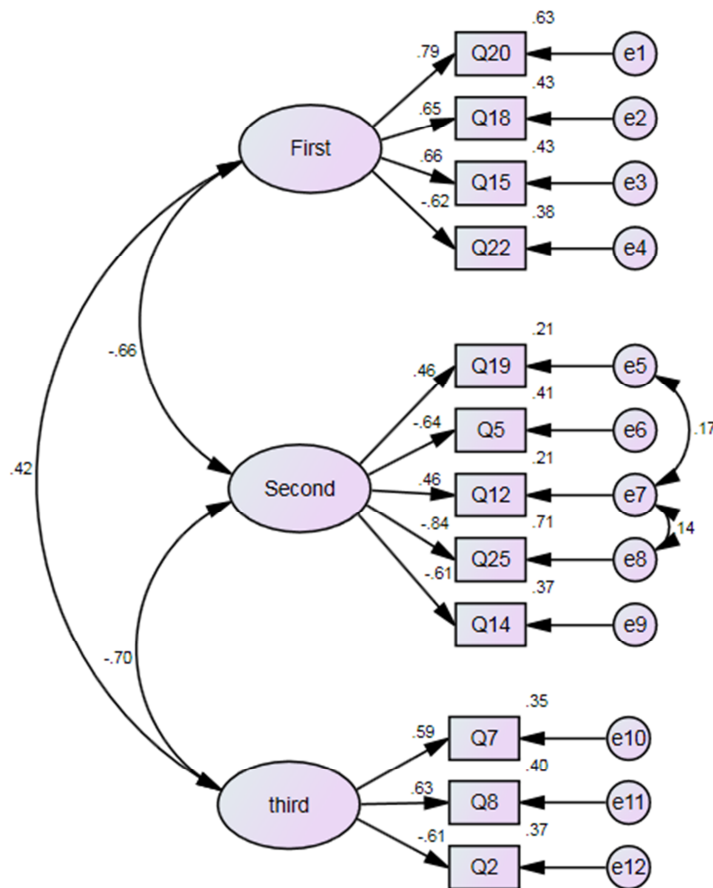 .63
.79 Q20 e1
.43
.65 Q18 e2
First
.43
.66 Q15 e3
.38
-.62 Q22 e4
-.66
.21
.46 Q19 e5
.41
-.64 Q5 e6
.17
.42
.21
Second .46 Q12 e7
.71
-.84 Q25 e8 14
.37
-.61 Q14 e9
-.70
.35
.59 Q7 e10
.40
third .63 Q8 e11
.37
-.61 Q2 e12